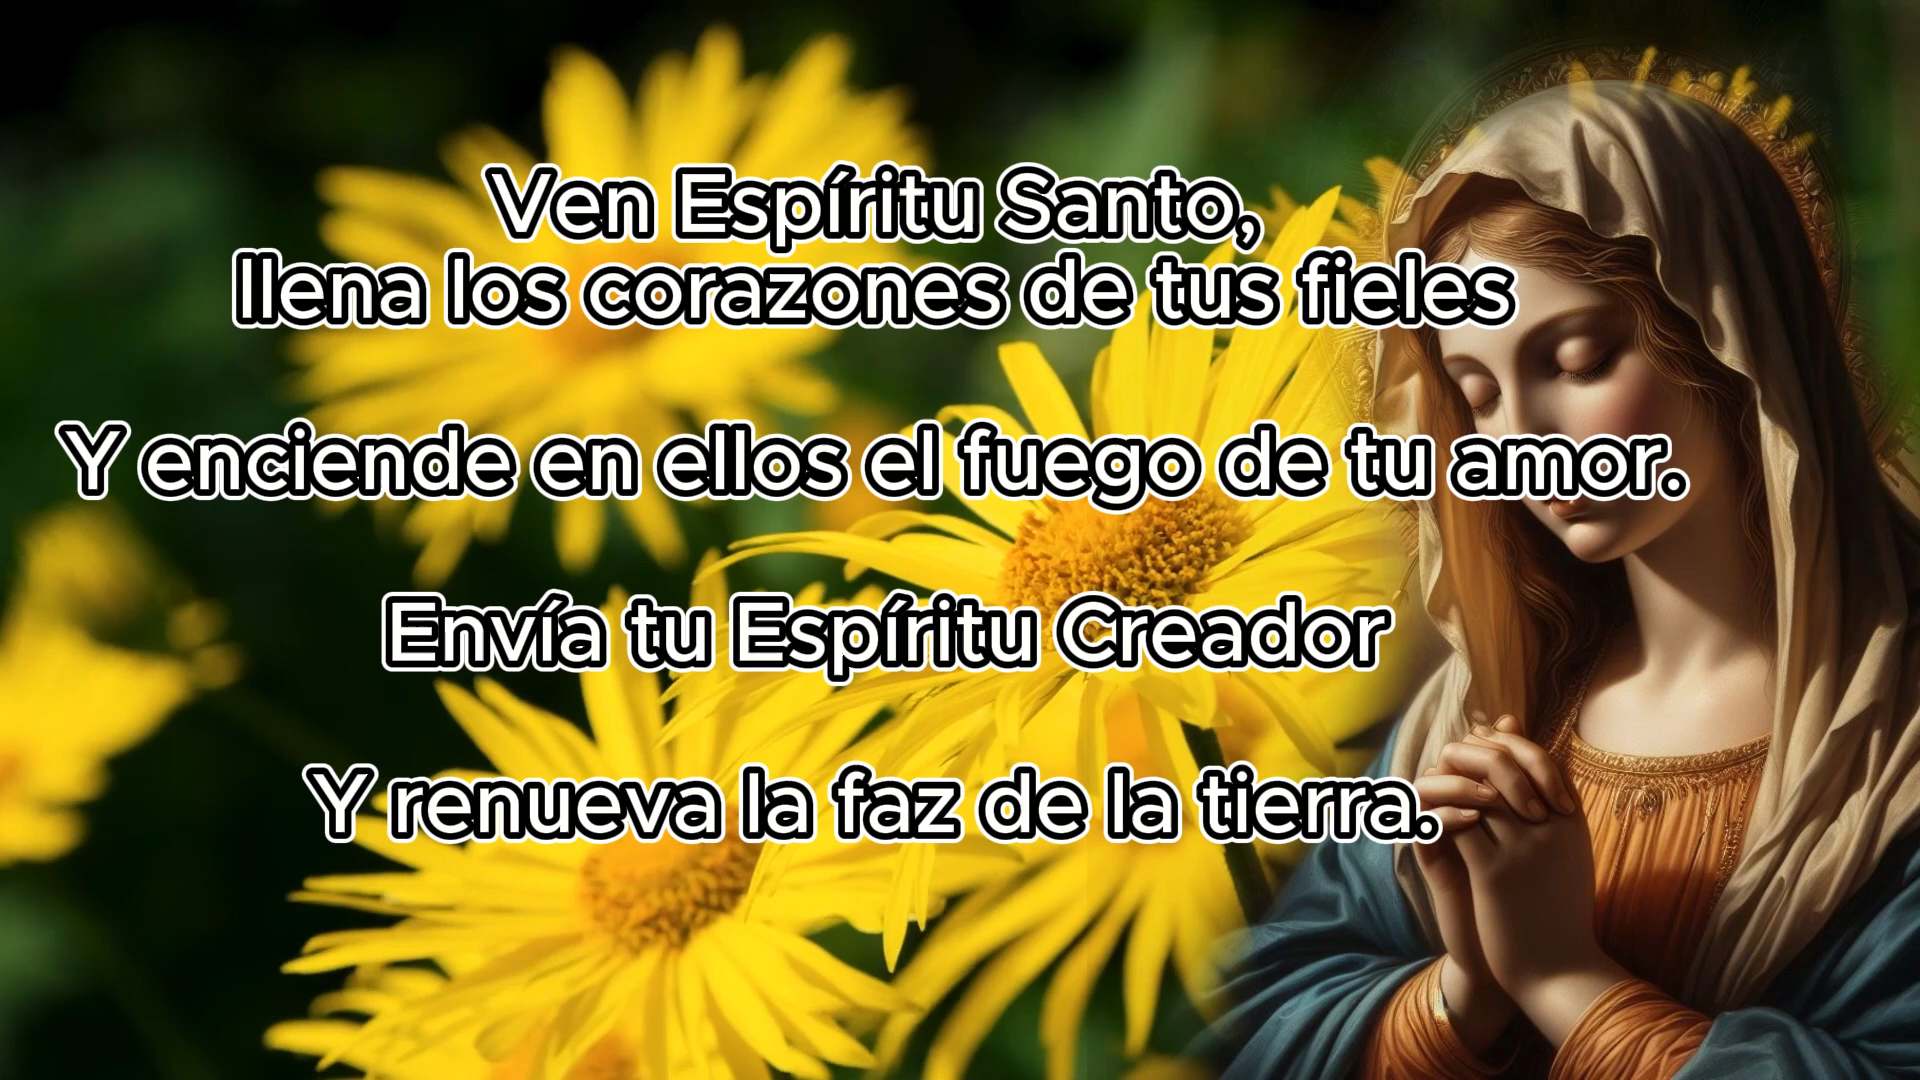 Ven Espíritu Santo,
llena los corazones de tus fieles
Y enciende en ellos el fuego de tu amor.
Envía tu Espíritu Creador
Y renueva la faz de la tierra.